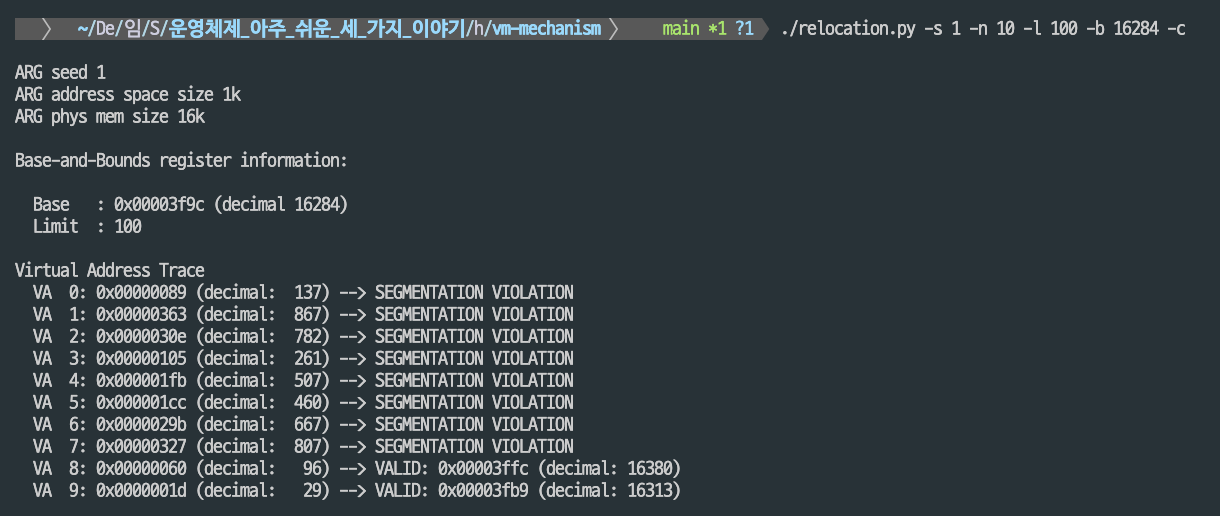 ~/De/임/S/운영체제_아주_쉬운_세_가지_이야기/h/vm-mechanism main *1 ?1 ./relocation.py -s 1 -n 10 -l 100 -b 16284 -c
ARG seed 1
ARG address space size 1k
ARG phys mem size 16k
Base-and-Bounds register information:
Base : 0x00003f9c (decimal 16284)
Limit : 100
Virtual Address Trace
VA 0: 0x00000089 (decimal: 137) --> SEGMENTATION VIOLATION
VA 1: 0x00000363 (decimal: 867) --> SEGMENTATION VIOLATION
VA 2: 0x0000030e (decimal: 782) --> SEGMENTATION VIOLATION
VA 3: 0x00000105 (decimal: 261) --> SEGMENTATION VIOLATION
VA 4: 0x000001fb (decimal: 507) --> SEGMENTATION VIOLATION
VA 5: 0x000001cc (decimal: 460) --> SEGMENTATION VIOLATION
VA 6: 0x0000029b (decimal: 667) --> SEGMENTATION VIOLATION
VA 7: 0x00000327 (decimal: 807) --> SEGMENTATION VIOLATION
VA 8: 0x00000060 (decimal: 96) --> VALID: 0x00003ffc (decimal: 16380)
VA 9: 0x0000001d (decimal: 29) --> VALID: 0x00003fb9 (decimal: 16313)